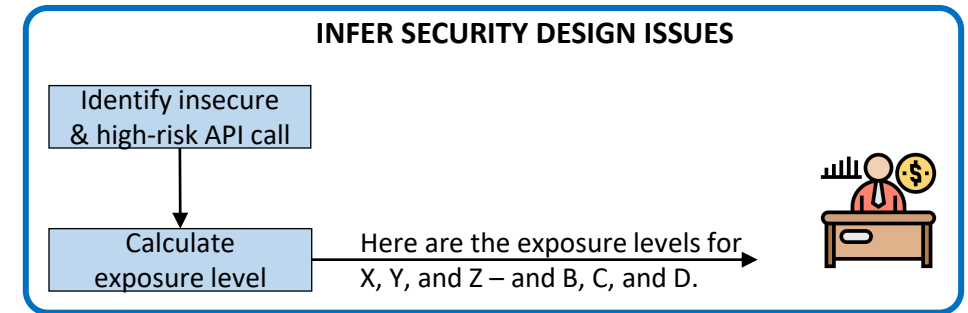 INFER SECURITY DESIGN ISSUES
Identify insecure
& high-risk API call
Calculate
exposure level
Here are the exposure levels for
X, Y, and Z – and B, C, and D.
$